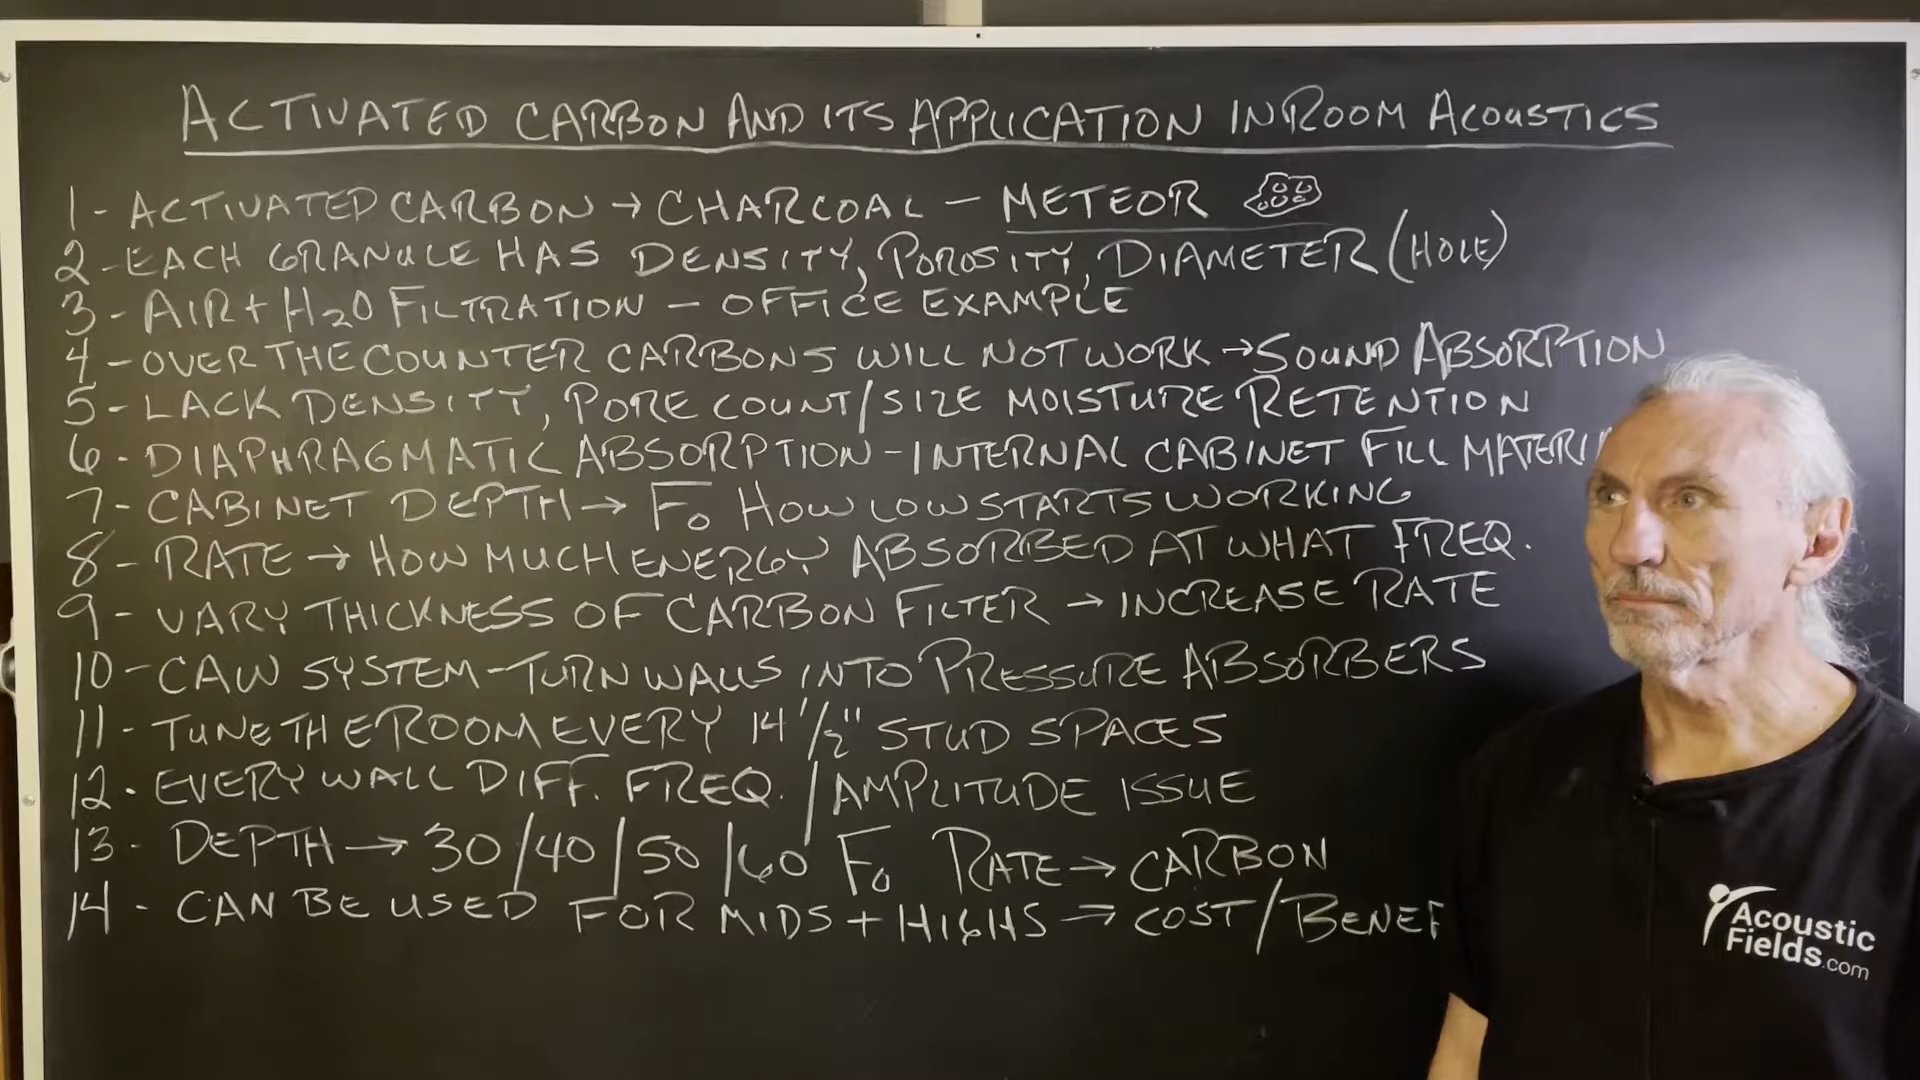 ACTIVATED CARBON AND ITS APPLICATION IN ROOM ACOUSTICS
1 - ACTIVATED CARBON → CHARCOAL - METEOR
2 - EACH GRANULE HAS DENSITY, POROSITY, DIAMETER (HOLE)
3 - AIR + H2O FILTRATION - OFFICE EXAMPLE
4 - OVER THE COUNTER CARBONS WILL NOT WORK → SOUND ABSORPTION
5 - LACK DENSITY, PORE COUNT/SIZE MOISTURE RETENTION
6 - DIAPHRAGMATIC ABSORPTION - INTERNAL CABINET FILL MATERI
7 - CABINET DEPTH → Fo HOW LOW STARTS WORKING
8 - RATE → HOW MUCH ENERGY ABSORBED AT WHAT FREQ.
9 - VARY THICKNESS OF CARBON FILTER → INCREASE RATE
10 - CAW SYSTEM - TURN WALLS INTO PRESSURE ABSORBERS
11 - TUNE THE ROOM EVERY 14 1/2" STUD SPACES
12. EVERY WALL DIFF. FREQ. / AMPLITUDE ISSUE
13. DEPTH → 30/40/50/60 Fo RATE → CARBON
14 - CAN BE USED FOR MIDS + HIGHS → COST/BENEF
Acoustic
Fields.com